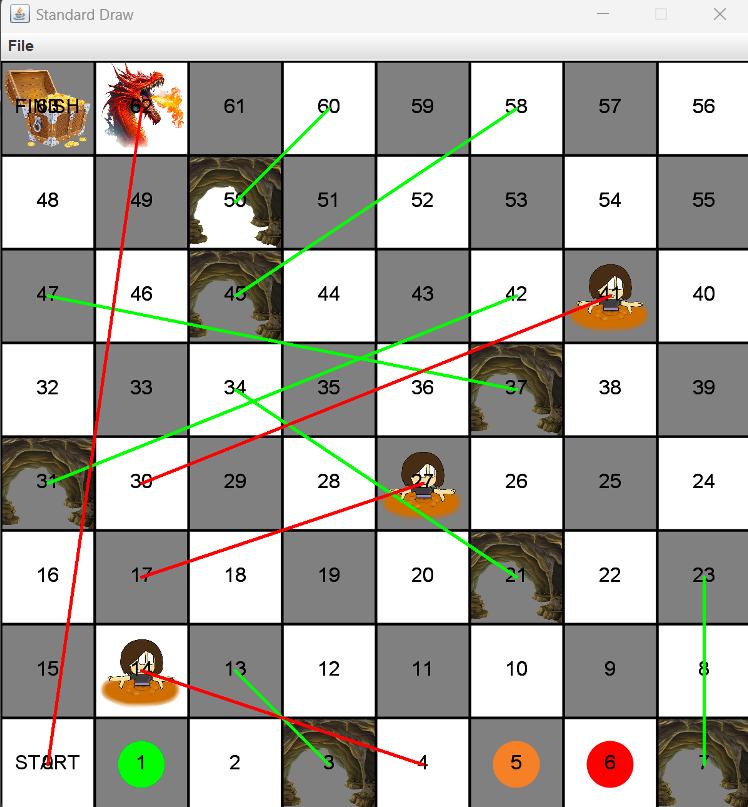 Standard Draw
File
FINISH 63 62 61 60 59 58 57 56
48 49 50 51 52 53 54 55
47 46 45 44 43 42 41 40
32 33 34 35 36 37 38 39
31 30 29 28 27 26 25 24
16 17 18 19 20 21 22 23
15 14 13 12 11 10 9 8
START 0 1 2 3 4 5 6 7